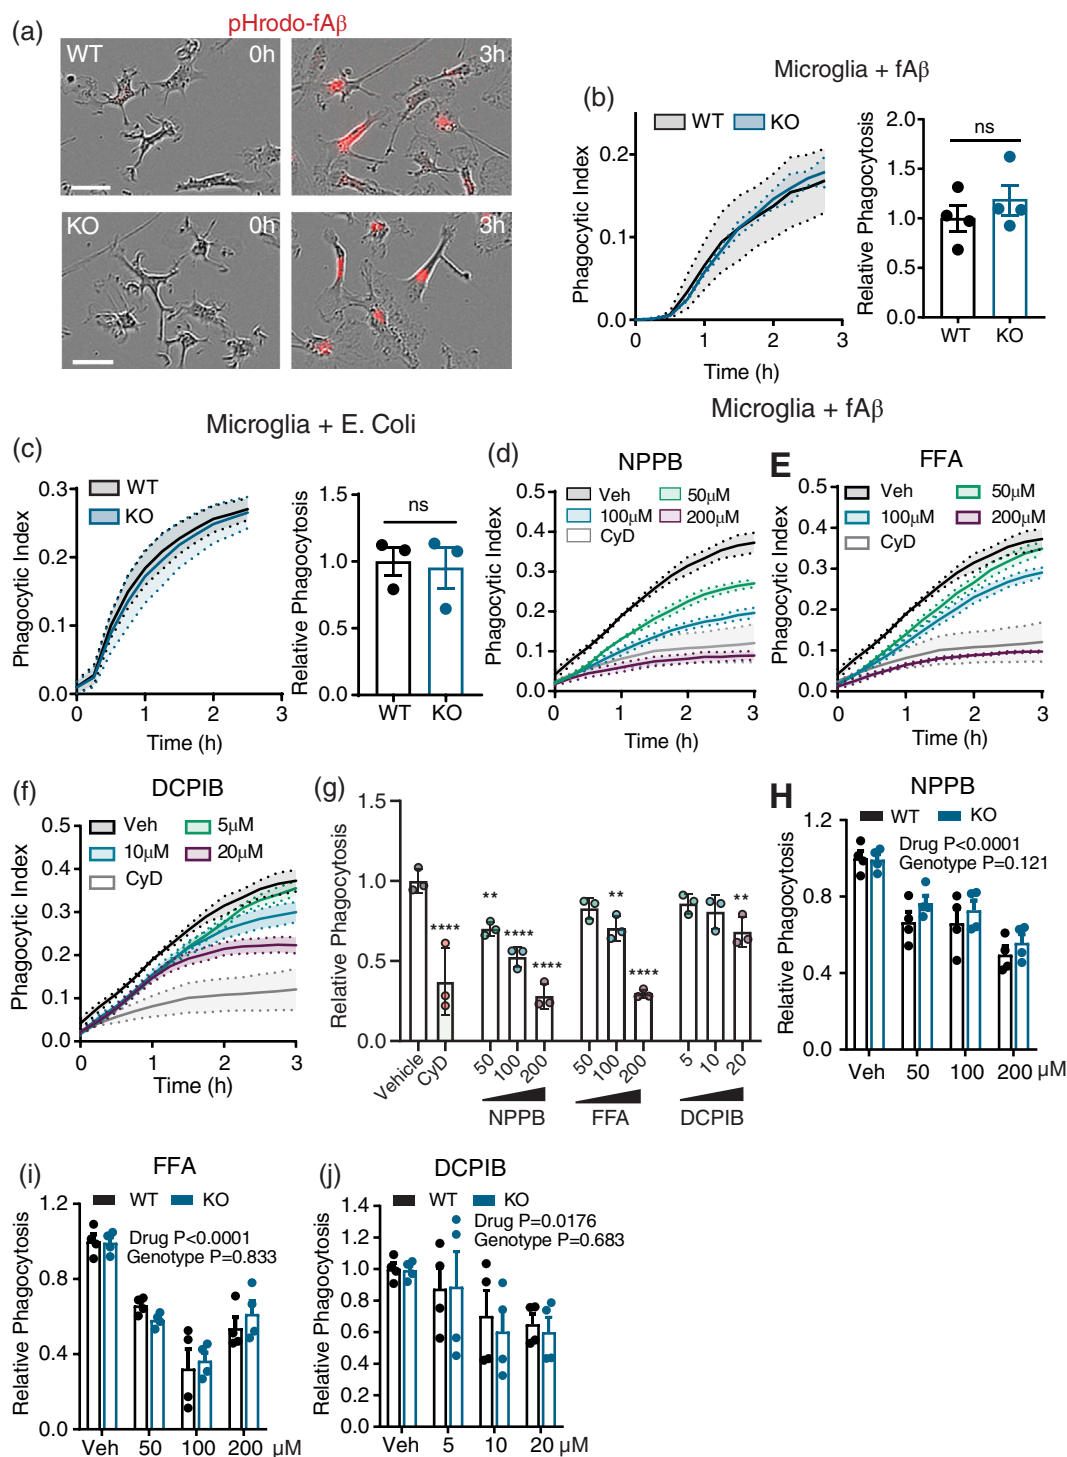 (a)
pHrodo-fAβ
WT 0h
3h
KO 0h
3h
Microglia + fAβ
(b)
WT KO
Phagocytic Index
0.2
0.1
0.0
0 1 2 3
Time (h)
Relative Phagocytosis
2.0
1.5
1.0
0.5
0.0
ns
WT KO
Microglia + E. Coli
(c)
WT
KO
Phagocytic Index
0.3
0.2
0.1
0.0
0 1 2 3
Time (h)
Relative Phagocytosis
1.5
1.0
0.5
0.0
ns
WT KO
Microglia + fAβ
(d)
NPPB
Veh 50μM
100μM 200μM
CyD
Phagocytic Index
0.5
0.4
0.3
0.2
0.1
0.0
0 1 2 3
Time (h)
E
FFA
Veh 50μM
100μM 200μM
CyD
Phagocytic Index
0.5
0.4
0.3
0.2
0.1
0.0
0 1 2 3
Time (h)
(f)
DCPIB
Veh 5μM
10μM 20μM
CyD
Phagocytic Index
0.5
0.4
0.3
0.2
0.1
0.0
0 1 2 3
Time (h)
(g)
Relative Phagocytosis
1.5
1.0
0.5
0.0
**** ** **** **** ** **** **
Vehicle CyD 50 100 200 50 100 200 5 10 20
NPPB FFA DCPIB
H
NPPB
WT KO
Drug P<0.0001
Genotype P=0.121
Relative Phagocytosis
1.2
0.8
0.4
0.0
Veh 50 100 200 μM
(i)
FFA
WT KO
Drug P<0.0001
Genotype P=0.833
Relative Phagocytosis
1.2
0.8
0.4
0.0
Veh 50 100 200 μM
(j)
DCPIB
WT KO
Drug P=0.0176
Genotype P=0.683
Relative Phagocytosis
1.4
1.2
1.0
0.8
0.6
0.4
0.2
0.0
Veh 5 10 20 μM